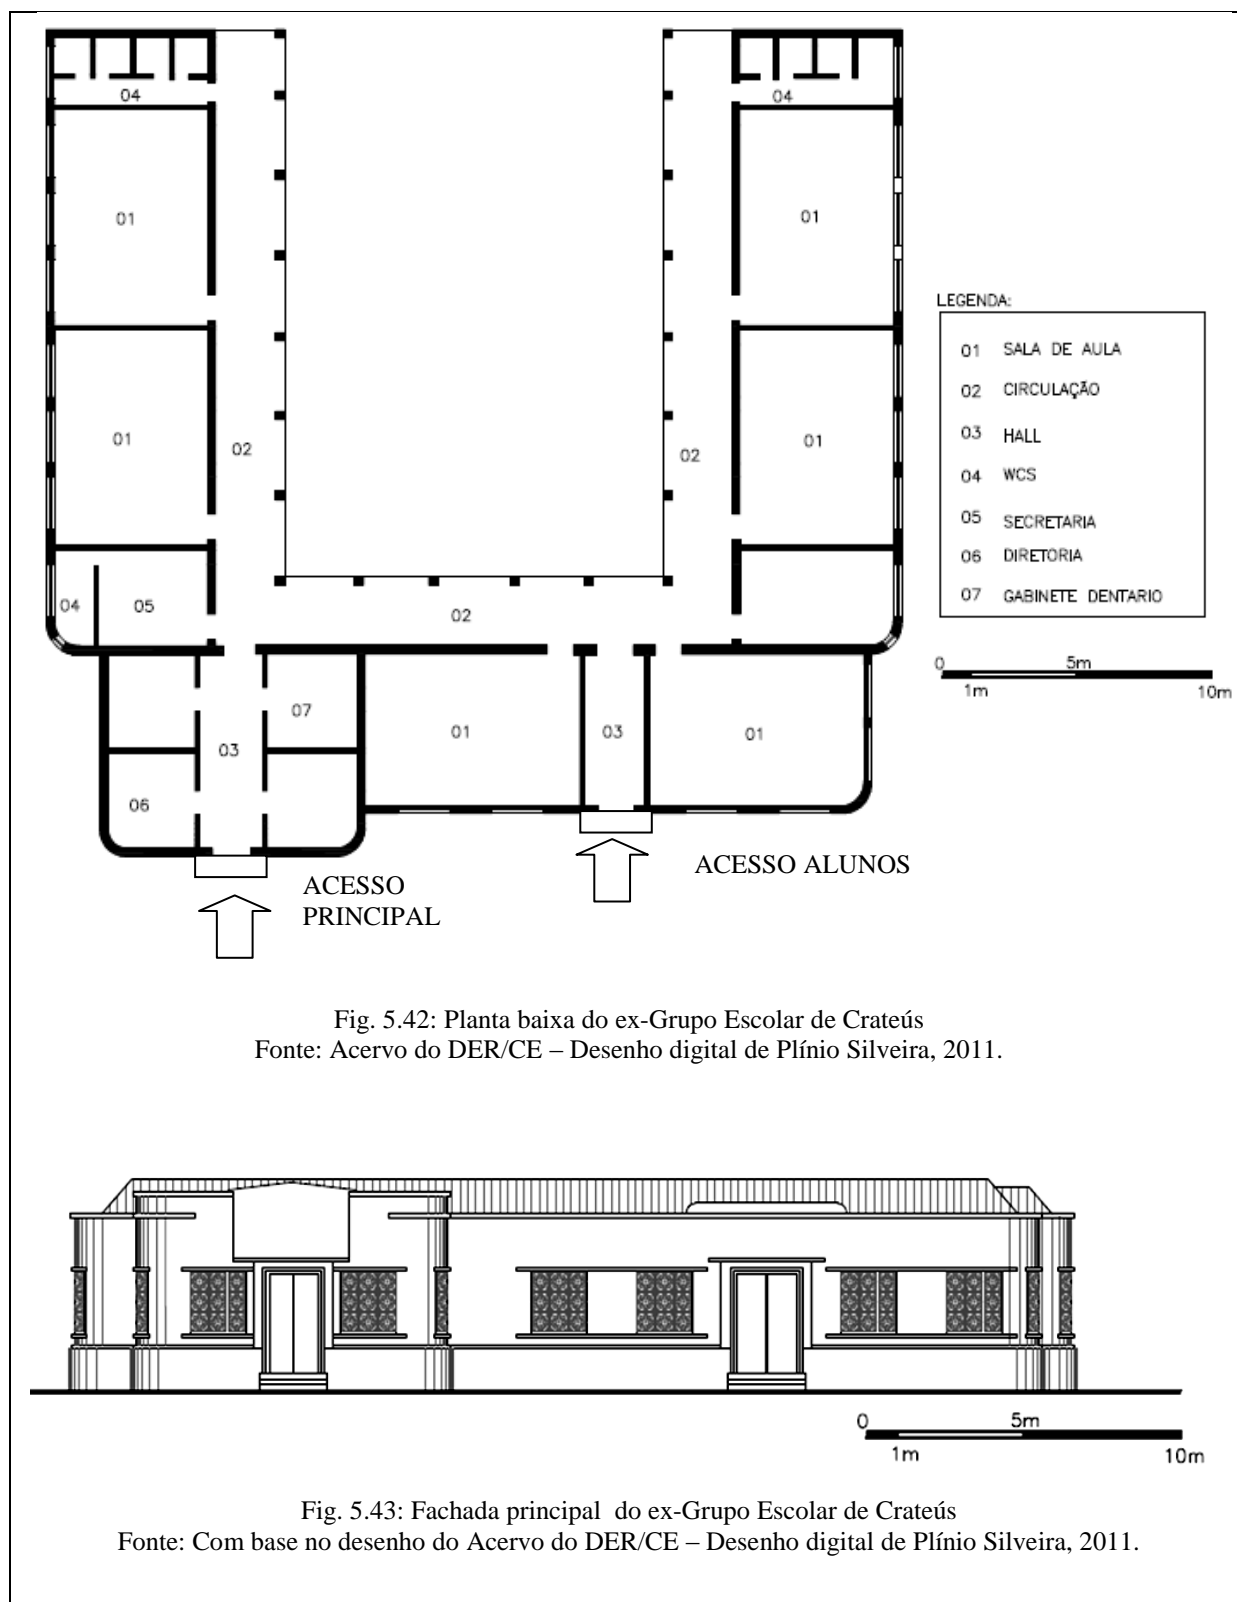 04
04
01
01
01
01
02
02
04
05
02
07
03
01
03
01
06
ACESSO
PRINCIPAL
ACESSO ALUNOS
LEGENDA:
01 SALA DE AULA
02 CIRCULAÇÃO
03 HALL
04 WCS
05 SECRETARIA
06 DIRETORIA
07 GABINETE DENTARIO
0 5m
1m 10m
Fig. 5.42: Planta baixa do ex-Grupo Escolar de Crateús
Fonte: Acervo do DER/CE – Desenho digital de Plínio Silveira, 2011.
0 5m
1m 10m
Fig. 5.43: Fachada principal do ex-Grupo Escolar de Crateús
Fonte: Com base no desenho do Acervo do DER/CE – Desenho digital de Plínio Silveira, 2011.